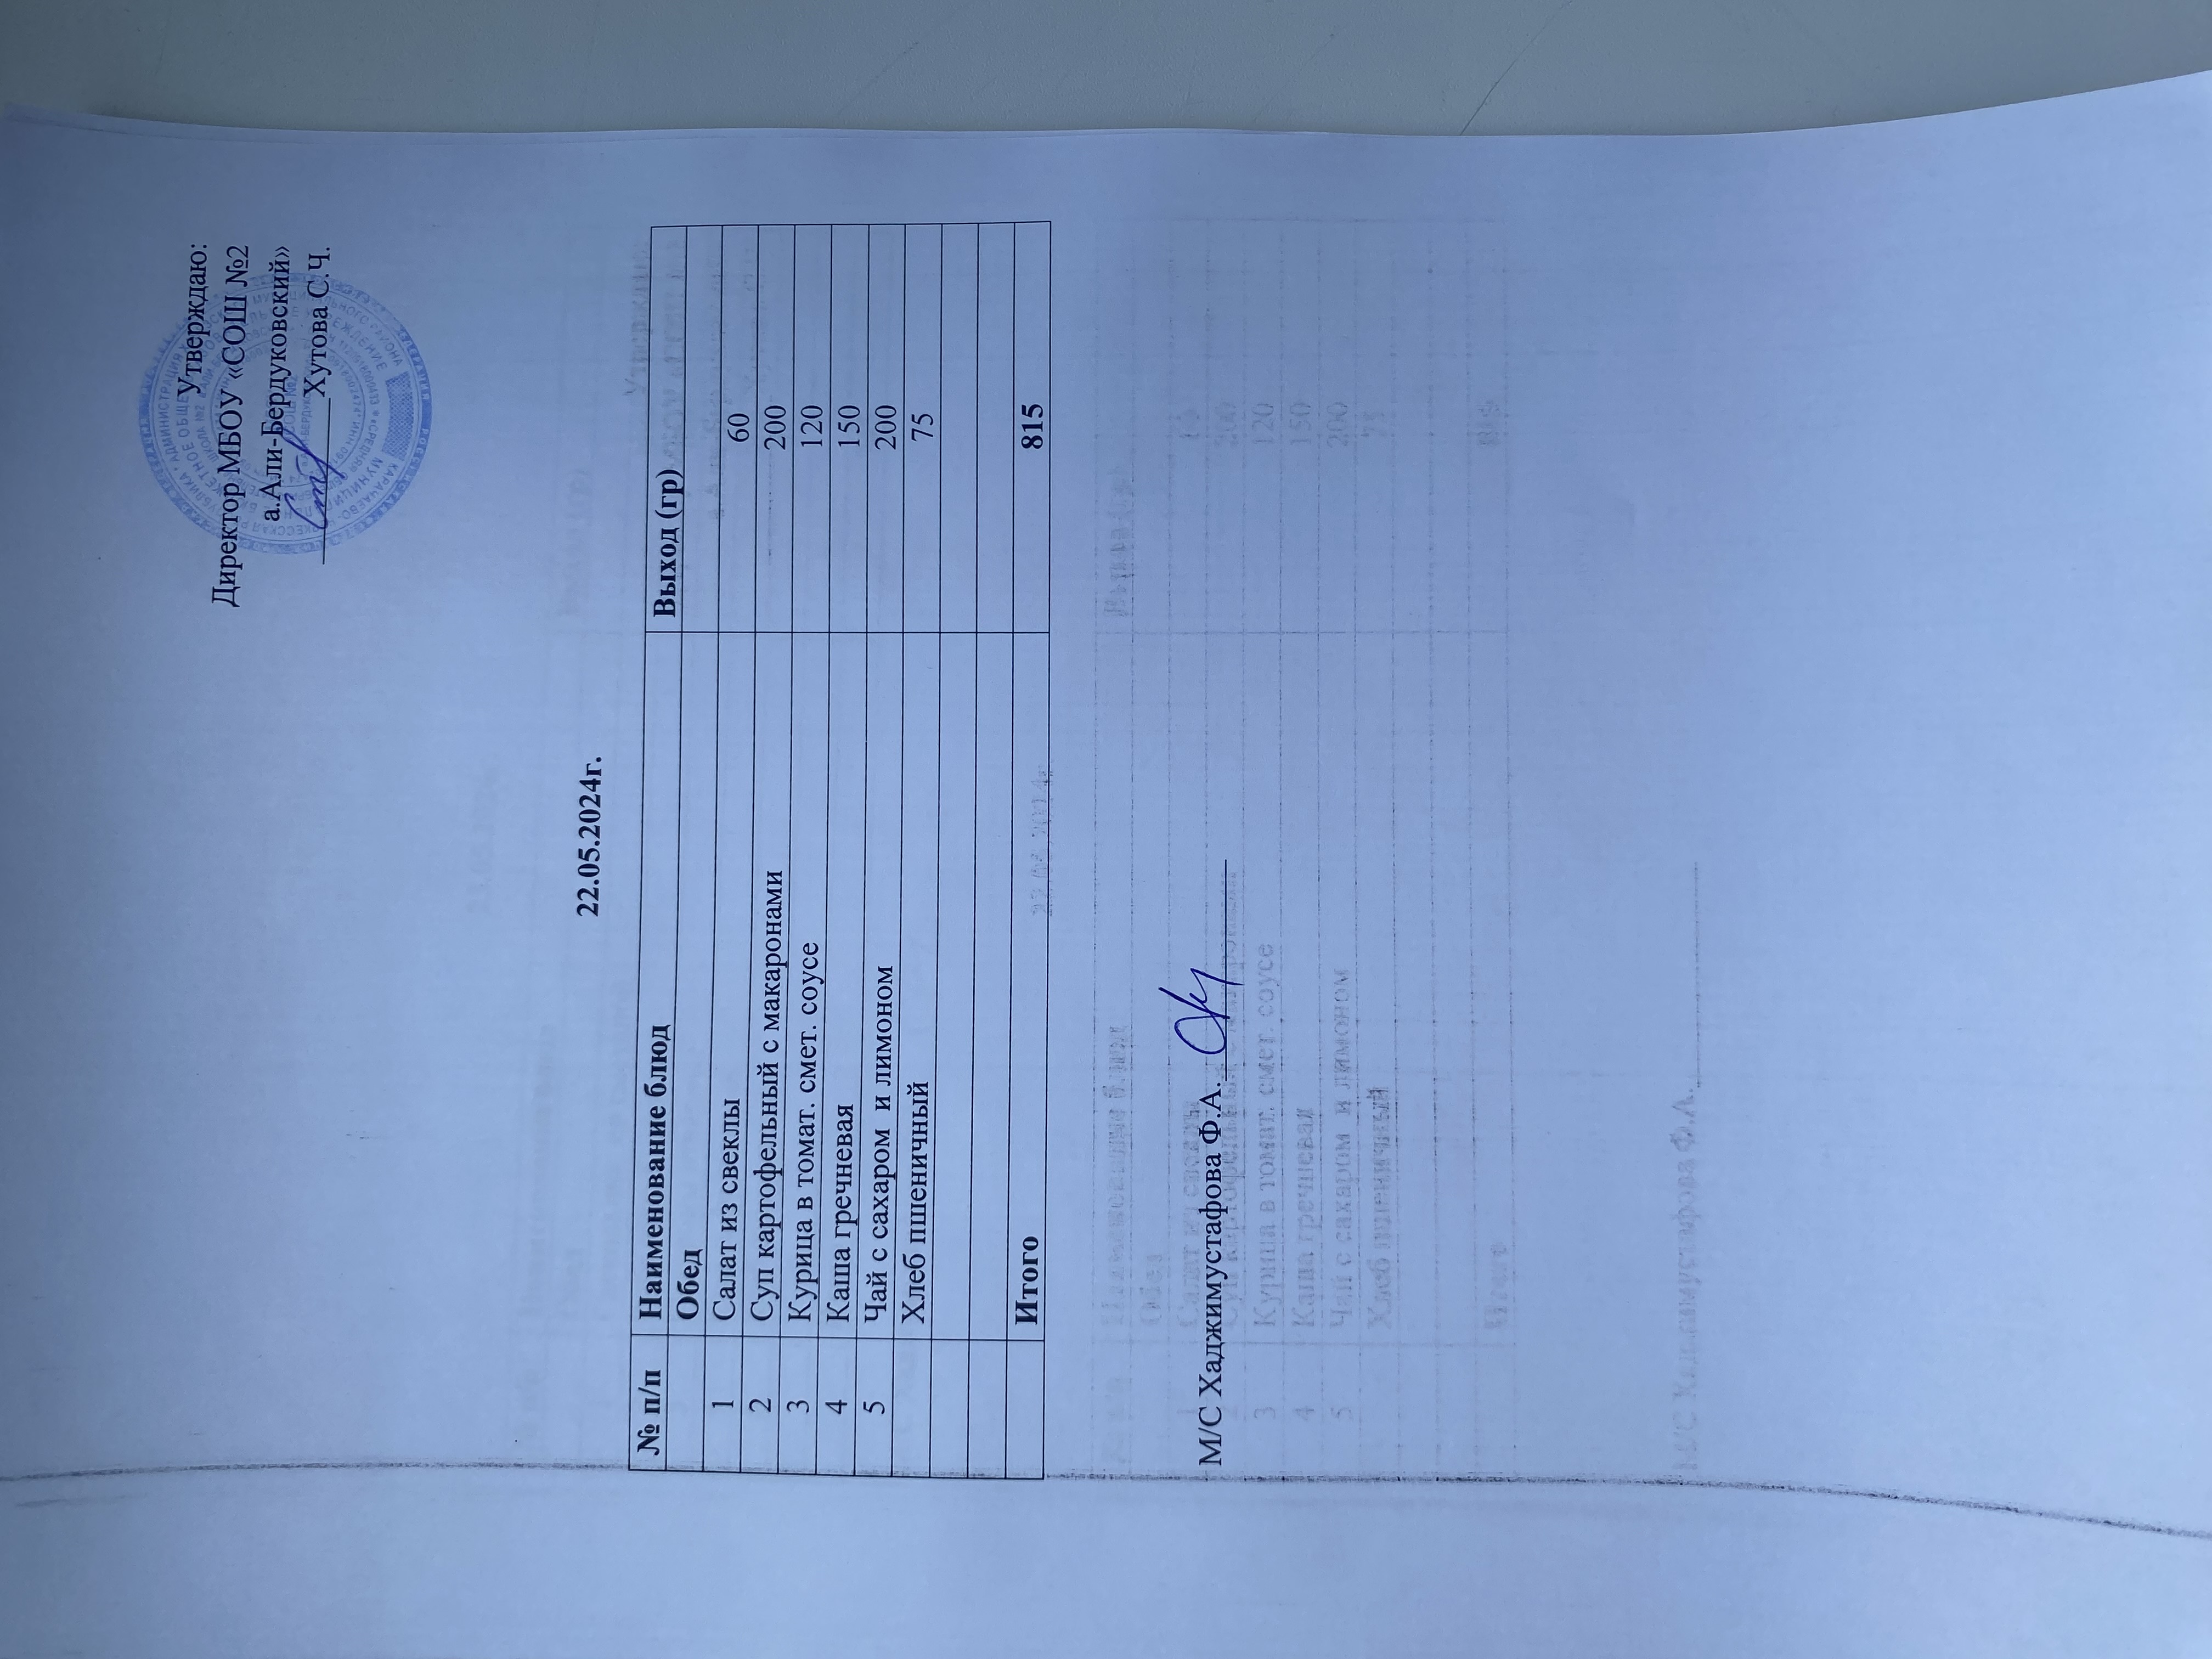 Утверждаю:
Директор МБОУ «СОШ №2
а.Али-Бердуковский»
Хутова С.Ч.
22.05.2024г.
№ п/п Наименование блюд Выход (гр)
Обед
1 Салат из свеклы 60
2 Суп картофельный с макаронами 200
3 Курица в томат. смет. соусе 120
4 Каша гречневая 150
5 Чай с сахаром и лимоном 200
Хлеб пшеничный 75
Итого 815
М/С Хаджимустафова Ф.А.